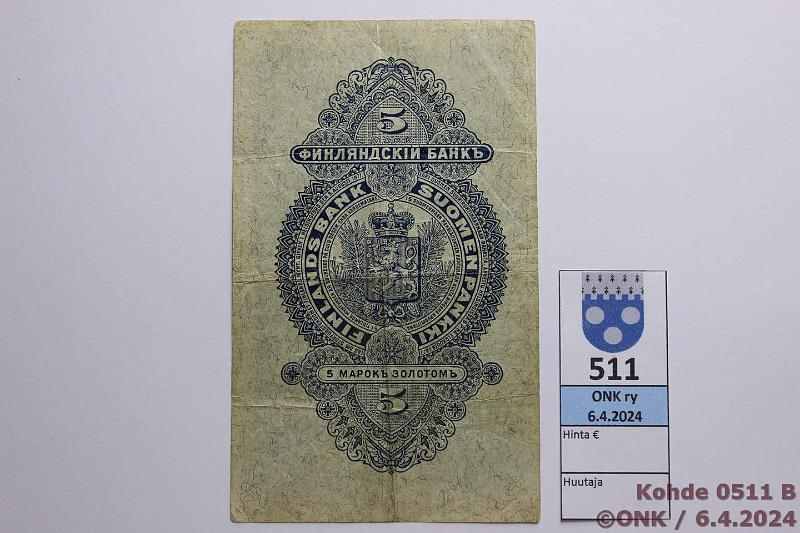 5
ФИНЛЯНДСКІЙ БАНКЪ
FINLANDS BANK
SUOMEN PANKKI
5 МАРОКЪ ЗОЛОТОМЪ
5
511
ONK ry
6.4.2024
Hinta €
Huutaja
Kohde 0511 B
©ONK / 6.4.2024